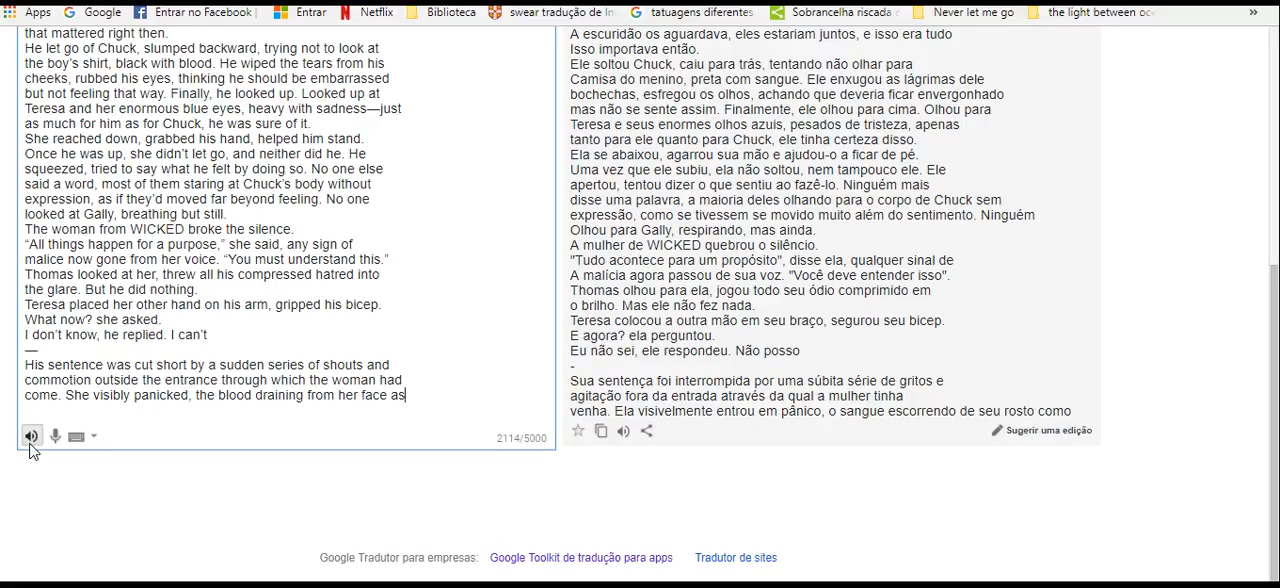 Apps Google Entrar no Facebook Entrar Netflix Biblioteca swear tradução de In tatuagens diferentes Sobrancelha riscada Never let me go the light between oc »
that mattered right then.
He let go of Chuck, slumped backward, trying not to look at
the boy's shirt, black with blood. He wiped the tears from his
cheeks, rubbed his eyes, thinking he should be embarrassed
but not feeling that way. Finally, he looked up. Looked up at
Teresa and her enormous blue eyes, heavy with sadness—just
as much for him as for Chuck, he was sure of it.
She reached down, grabbed his hand, helped him stand.
Once he was up, she didn't let go, and neither did he. He
squeezed, tried to say what he felt by doing so. No one else
said a word, most of them staring at Chuck's body without
expression, as if they'd moved far beyond feeling. No one
looked at Gally, breathing but still.
The woman from WICKED broke the silence.
“All things happen for a purpose,” she said, any sign of
malice now gone from her voice. “You must understand this.”
Thomas looked at her, threw all his compressed hatred into
the glare. But he did nothing.
Teresa placed her other hand on his arm, gripped his bicep.
What now? she asked.
I don't know, he replied. I can't
—
His sentence was cut short by a sudden series of shouts and
commotion outside the entrance through which the woman had
come. She visibly panicked, the blood draining from her face as
2114/5000
A escuridão os aguardava, eles estariam juntos, e isso era tudo
Isso importava então.
Ele soltou Chuck, caiu para trás, tentando não olhar para
Camisa do menino, preta com sangue. Ele enxugou as lágrimas dele
bochechas, esfregou os olhos, achando que deveria ficar envergonhado
mas não se sente assim. Finalmente, ele olhou para cima. Olhou para
Teresa e seus enormes olhos azuis, pesados de tristeza, apenas
tanto para ele quanto para Chuck, ele tinha certeza disso.
Ela se abaixou, agarrou sua mão e ajudou-o a ficar de pé.
Uma vez que ele subiu, ela não soltou, nem tampouco ele. Ele
apertou, tentou dizer o que sentiu ao fazê-lo. Ninguém mais
disse uma palavra, a maioria deles olhando para o corpo de Chuck sem
expressão, como se tivessem se movido muito além do sentimento. Ninguém
Olhou para Gally, respirando, mas ainda.
A mulher de WICKED quebrou o silêncio.
"Tudo acontece para um propósito", disse ela, qualquer sinal de
A malícia agora passou de sua voz. "Você deve entender isso".
Thomas olhou para ela, jogou todo seu ódio comprimido em
o brilho. Mas ele não fez nada.
Teresa colocou a outra mão em seu braço, segurou seu bicep.
E agora? ela perguntou.
Eu não sei, ele respondeu. Não posso
-
Sua sentença foi interrompida por uma súbita série de gritos e
agitação fora da entrada através da qual a mulher tinha
venha. Ela visivelmente entrou em pânico, o sangue escorrendo de seu rosto como
Sugerir uma edição
Google Tradutor para empresas: Google Toolkit de tradução para apps Tradutor de sites